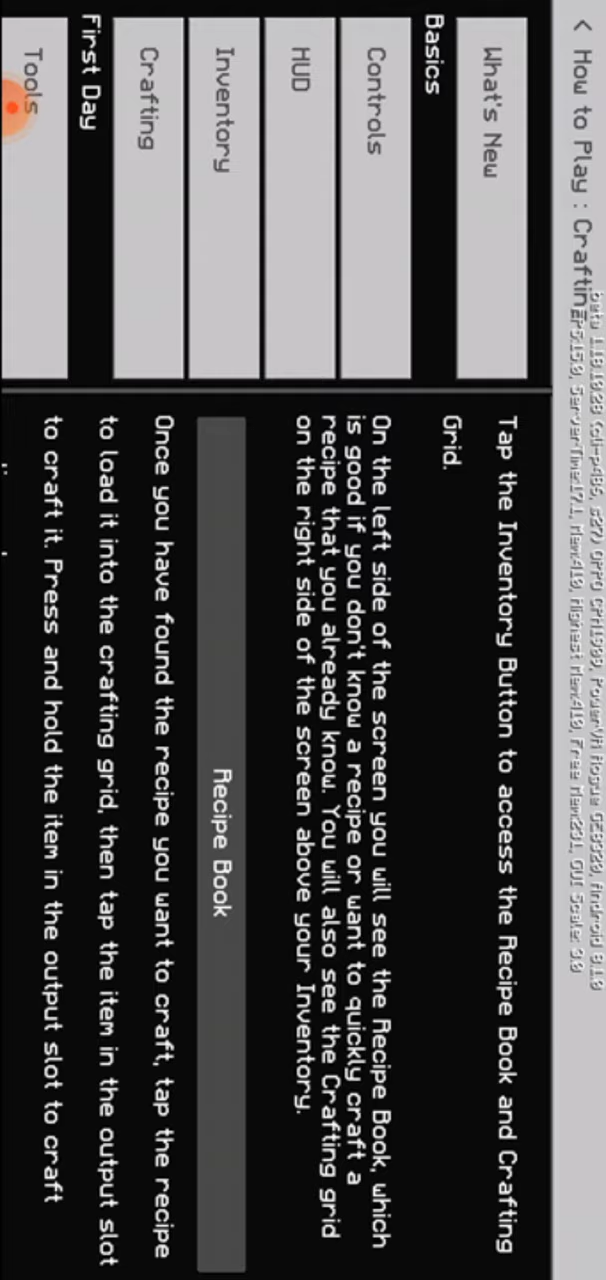 < How to Play : Crafting
What's New
Basics
Controls
HUD
Inventory
Crafting
First Day
Tools
Tap the Inventory Button to access the Recipe Book and Crafting
Grid.
On the left side of the screen you will see the Recipe Book, which
is good if you don't know a recipe or want to quickly craft a
recipe that you already know. You will also see the Crafting grid
on the right side of the screen above your Inventory.
Recipe Book
Once you have found the recipe you want to craft, tap the recipe
to load it into the crafting grid, then tap the item in the output slot
to craft it. Press and hold the item in the output slot to craft